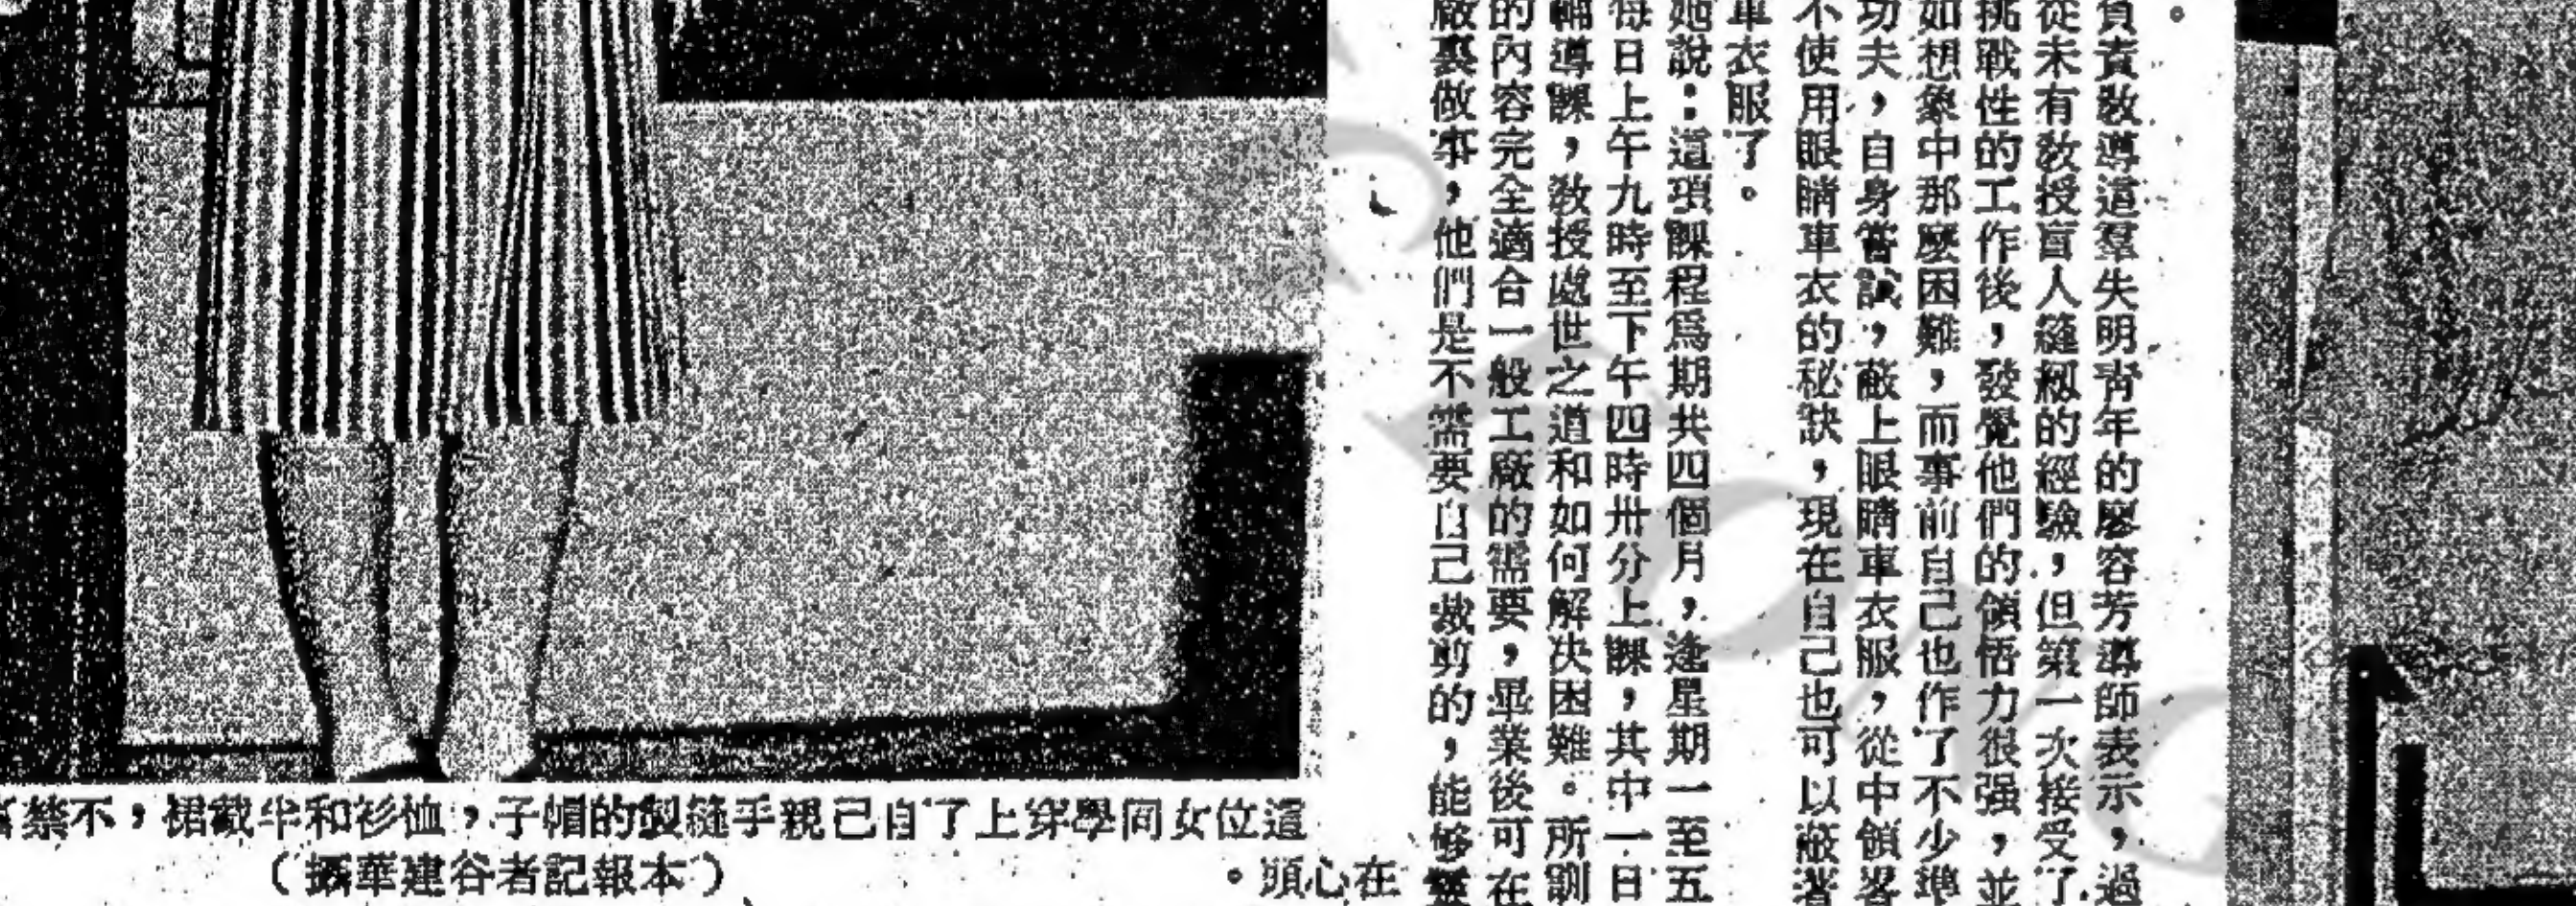 。
負責敎導這羣失明靑年的廖容芳導師表示，過
從未有敎授盲人縫級的經驗，但第一次接受了
挑戰性的工作後，發覺他們的領悟力很强，並
如想象中那麼困難，而事前自己也作了不少準
功夫，自身嘗試，蔽上眼睛車衣服，從中領畧
不使用眼睛車衣的秘訣，現在自己也可以蔽着
車衣服了。
她說：這項課程爲期共四個月，逢星期一至五
每日上午九時至下午四時卅分上課，其中一日
輔導課，敎授處世之道和如何解决困難。所訓
的內容完全適合一般工廠的需要，畢業後可在
廠裏做事，他們是不需要自己裁剪的，能够
這位女同學穿上了自己親手縫製的帽子，恤衫和半截裙，不禁
在心頭。
（本報記者谷建華攝）